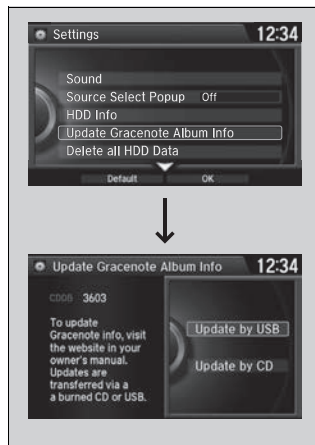 Settings 12:34
Sound
Source Select Popup Off
HDD Info
Update Gracenote Album Info
Delete all HDD Data
Default OK
Update Gracenote Album Info 12:34
CDDB 3603
To update
Gracenote info, visit
the website in your
owner's manual.
Updates are
transferred via a
a burned CD or USB.
Update by USB
Update by CD